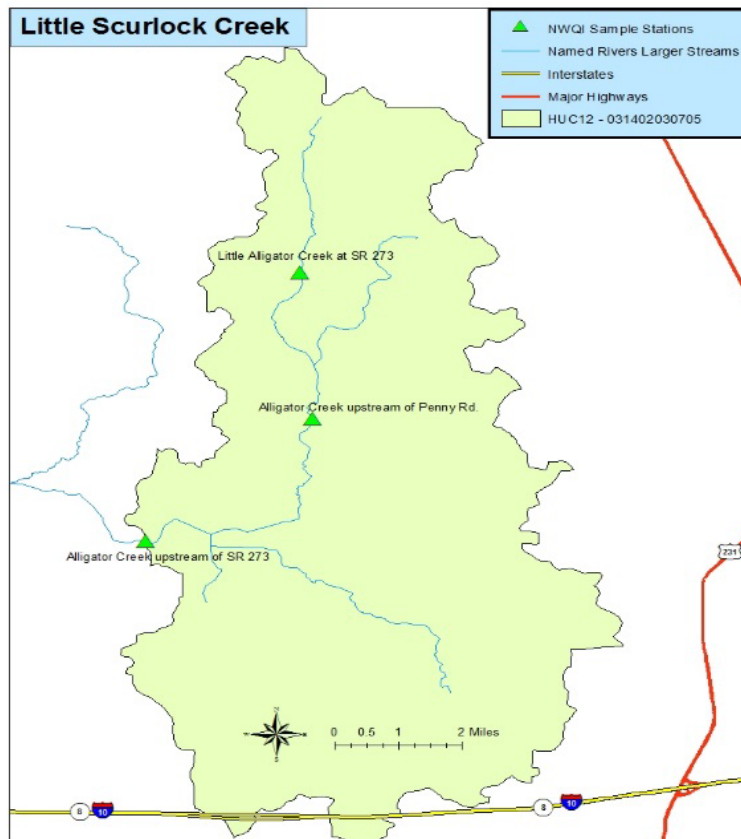 Little Scurlock Creek
NWQI Sample Stations
Named Rivers Larger Streams
Interstates
Major Highways
HUC12 - 031402030705
Little Alligator Creek at SR 273
Alligator Creek upstream of Penny Rd.
Alligator Creek upstream of SR 273
231
N
W E
S
0 0.5 1 2 Miles
8 10
8 10